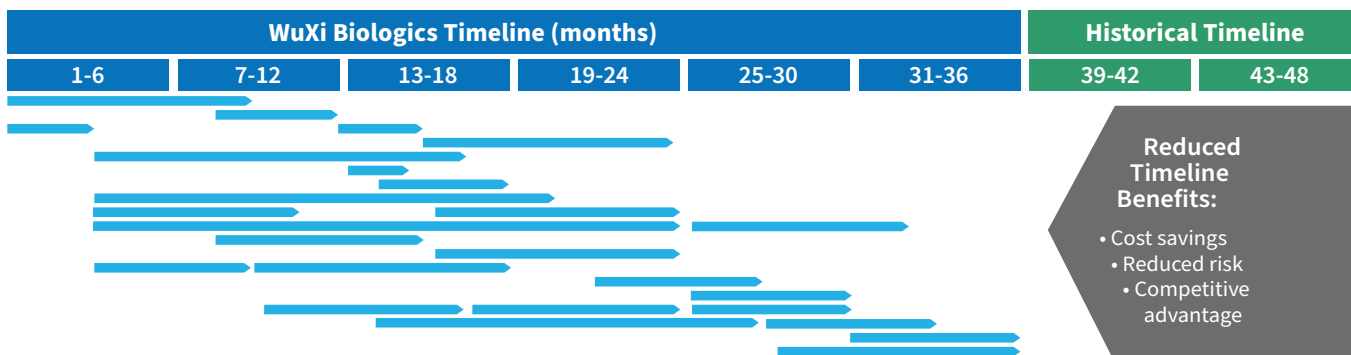 WuXi Biologics Timeline (months) Historical Timeline
1-6 7-12 13-18 19-24 25-30 31-36 39-42 43-48
Reduced
Timeline
Benefits:
• Cost savings
• Reduced risk
• Competitive
advantage